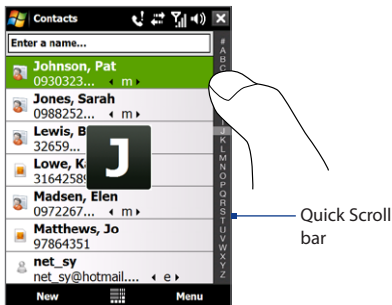 Contacts
Enter a name...
Johnson, Pat
0930323... m
Jones, Sarah
0988252... m
Lewis, B
32659...
J
Lowe, K
3164258
Madsen, Elen
0972267... m
Matthews, Jo
97864351
net_sy
net_sy@hotmail.... e
New
Menu
#
A
B
C
J
K
L
M
N
O
P
Q
R
S
T
U
V
W
X
Y
Z
Quick Scroll
bar